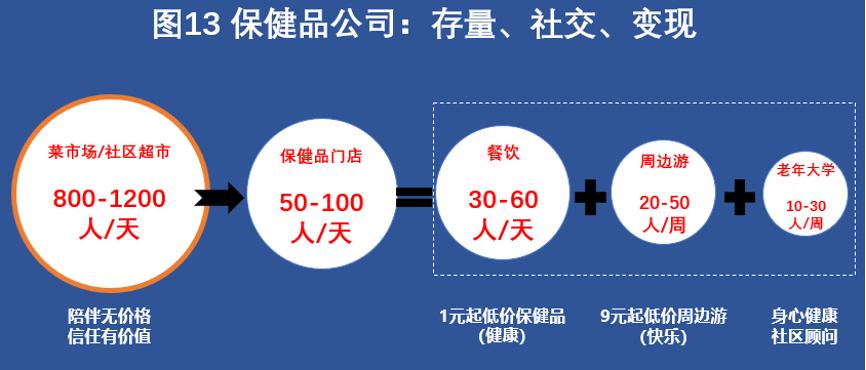 图13 保健品公司：存量、社交、变现
菜市场/社区超市
800-1200
人/天
保健品门店
50-100
人/天
餐饮
30-60
人/天
周边游
20-50
人/周
老年大学
10-30
人/周
陪伴无价格
信任有价值
1元起低价保健品
(健康)
9元起低价周边游
(快乐)
身心健康
社区顾问